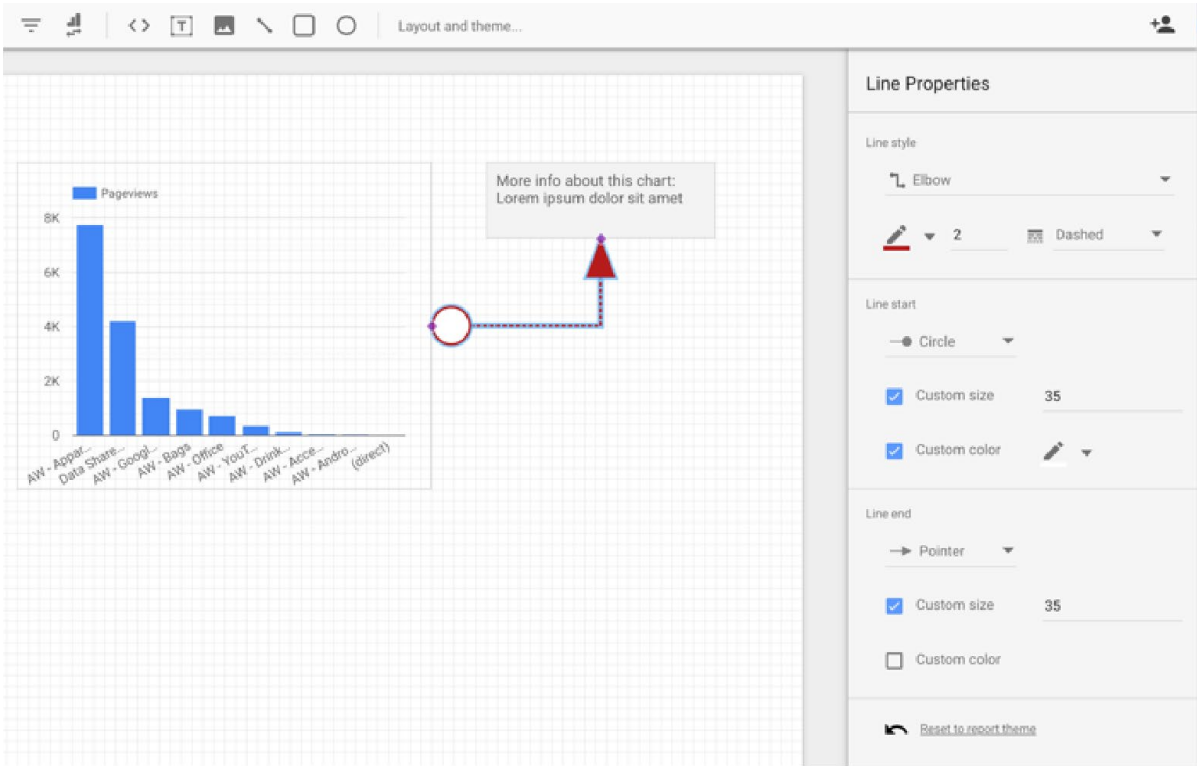 Layout and theme...
Pageviews
8K
6K
4K
2K
0
AW - Appar...
Data Share...
AW - Googl...
AW - Bags
AW - Office
AW - YouT...
AW - Drink...
AW - Acce...
AW - Andro...
(direct)
More info about this chart:
Lorem ipsum dolor sit amet
Line Properties
Line style
Elbow
2 Dashed
Line start
Circle
Custom size 35
Custom color
Line end
Pointer
Custom size 35
Custom color
Reset to report theme